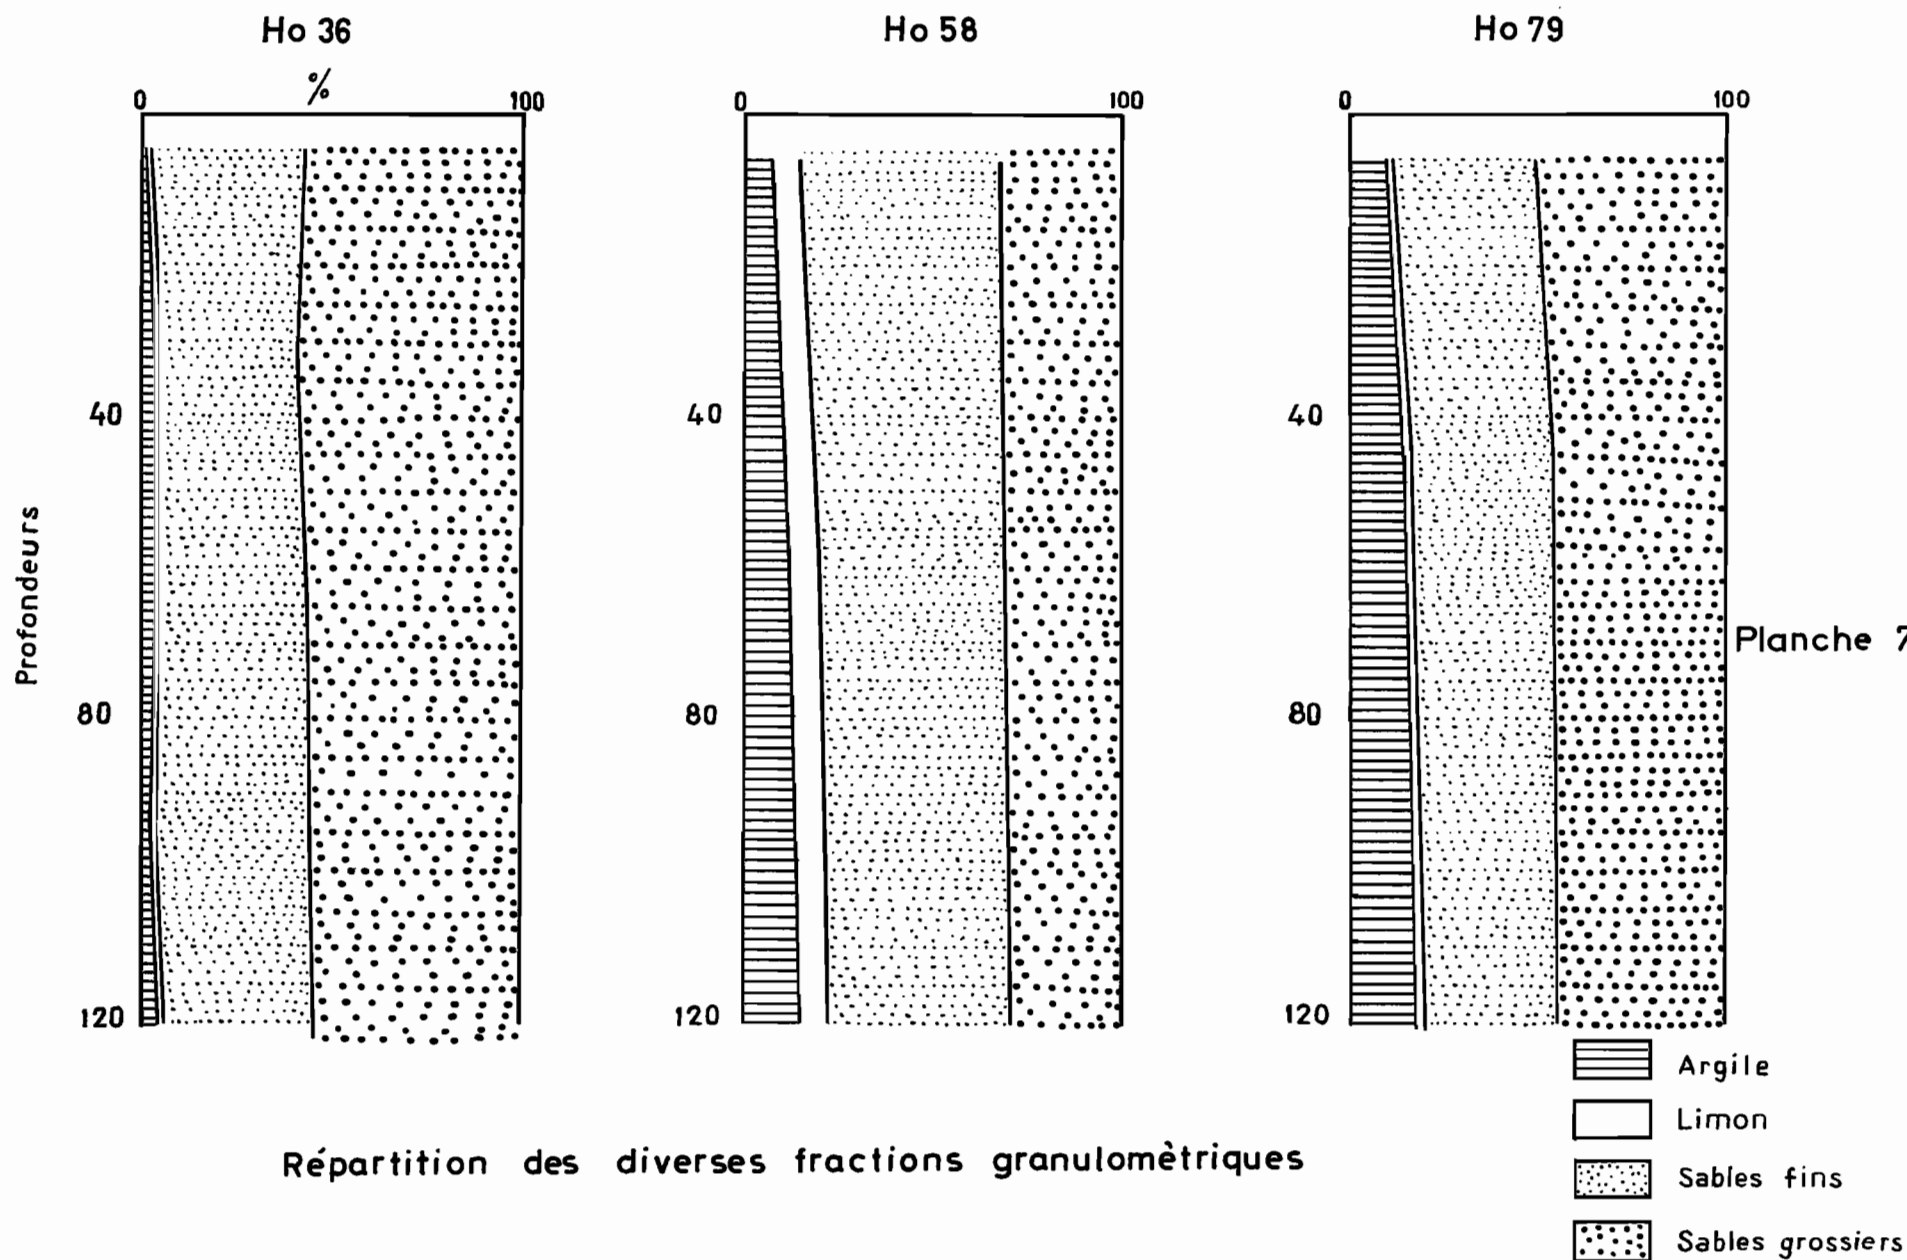 Ho 36 Ho 58 Ho 79
%
0 100 0 100 0 100
40 40 40
Profondeurs
Planche 7
80 80 80
120 120 120
Argile
Limon
Répartition des diverses fractions granulomètriques
Sables fins
Sables grossiers